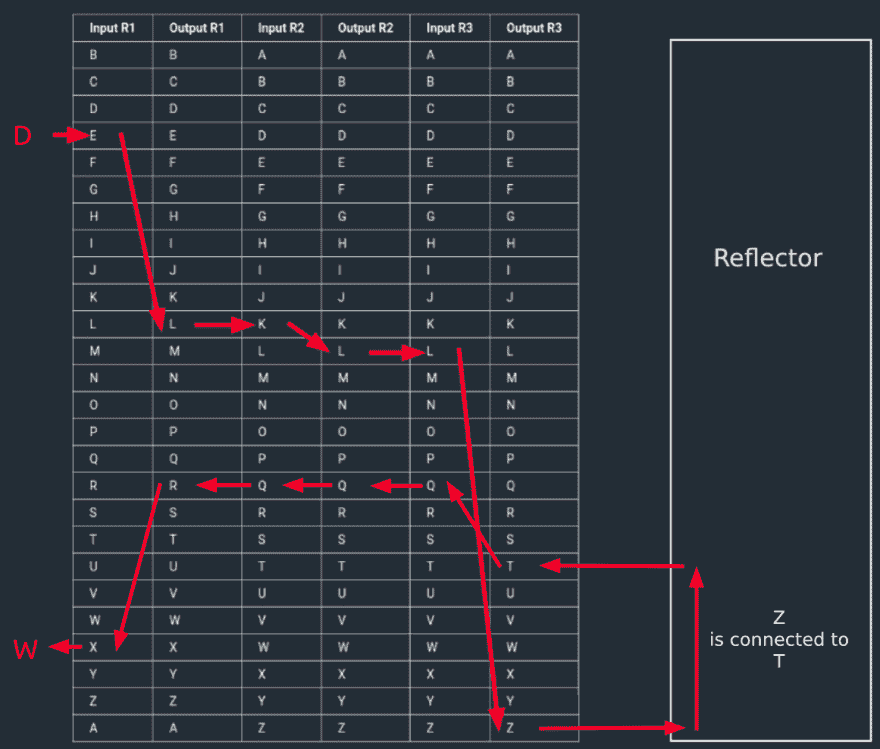 Input R1 Output R1 Input R2 Output R2 Input R3 Output R3
B B A A A A
C C B B B B
D D C C C C
D E E D D D D
F F E E E E
G G F F F F
H H G G G G
I I H H H H
J J I I I I
K K J J J J
L L K K K K
M M L L L L
N N M M M M
O O N N N N
P P O O O O
Q Q P P P P
R R Q Q Q Q
S S R R R R
T T S S S S
U U T T T T
V V U U U U
W W V V V V
W X X W W W W
Y Y X X X X
Z Z Y Y Y Y
A A Z Z Z Z
Reflector
Z
is connected to
T